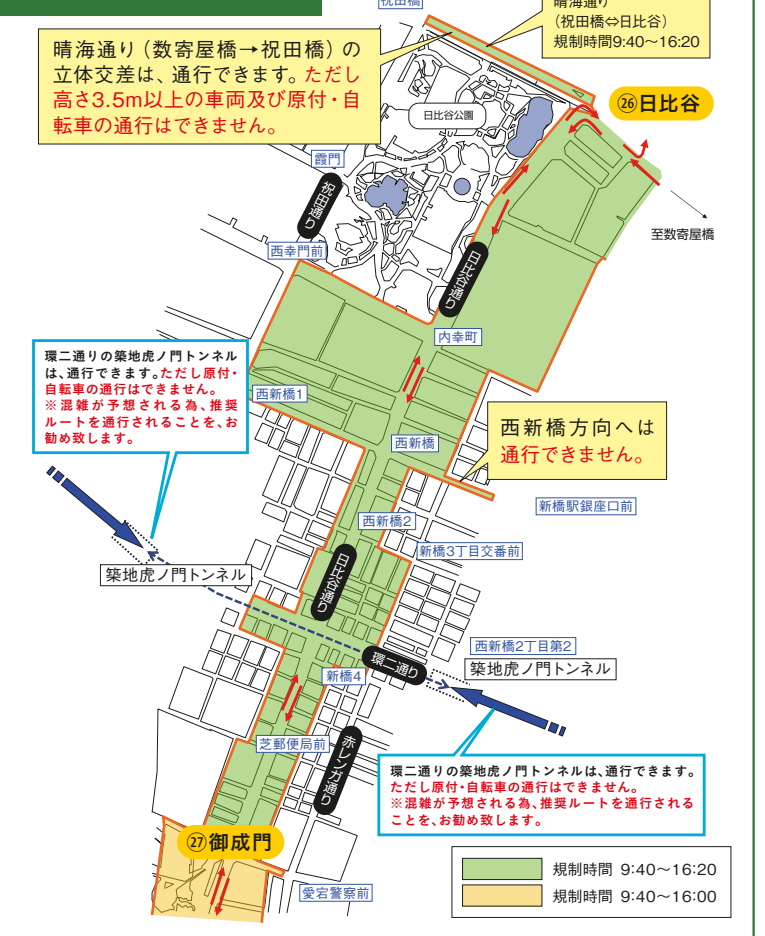 祝田橋
晴海通り
(祝田橋⇔日比谷)
規制時間9:40〜16:20
晴海通り（数寄屋橋→祝田橋）の
立体交差は、通行できます。ただし
高さ3.5m以上の車両及び原付・自
転車の通行はできません。
㉖日比谷
日比谷公園
霞門
祝田通り
至数寄屋橋
西幸門前
日比谷通り
内幸町
環二通りの築地虎ノ門トンネル
は、通行できます。ただし原付・
自転車の通行はできません。
※混雑が予想される為、推奨
ルートを通行されることを、お
勧め致します。
西新橋1
西新橋
西新橋方向へは
通行できません。
新橋駅銀座口前
西新橋2
新橋3丁目交番前
築地虎ノ門トンネル
日比谷通り
西新橋2丁目第2
環二通り
築地虎ノ門トンネル
新橋4
芝郵便局前
赤レンガ通り
環二通りの築地虎ノ門トンネルは、通行できます。
ただし原付・自転車の通行はできません。
※混雑が予想される為、推奨ルートを通行される
ことを、お勧め致します。
㉗御成門
愛宕警察前
規制時間 9:40〜16:20
規制時間 9:40〜16:00